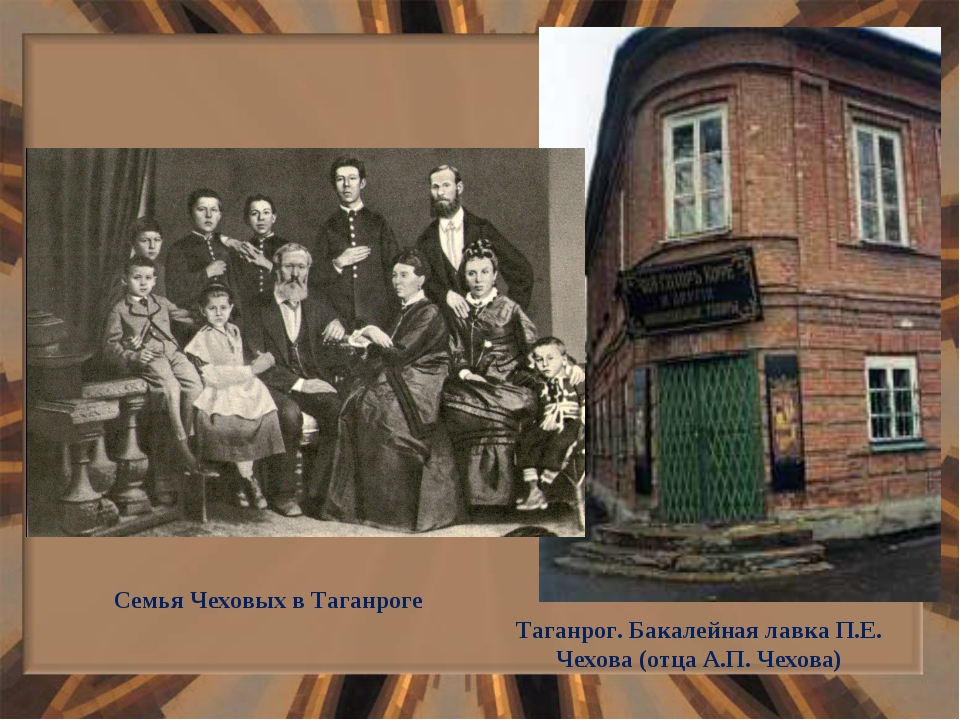 Семья Чеховых в Таганроге
Таганрог. Бакалейная лавка П.Е.
Чехова (отца А.П. Чехова)